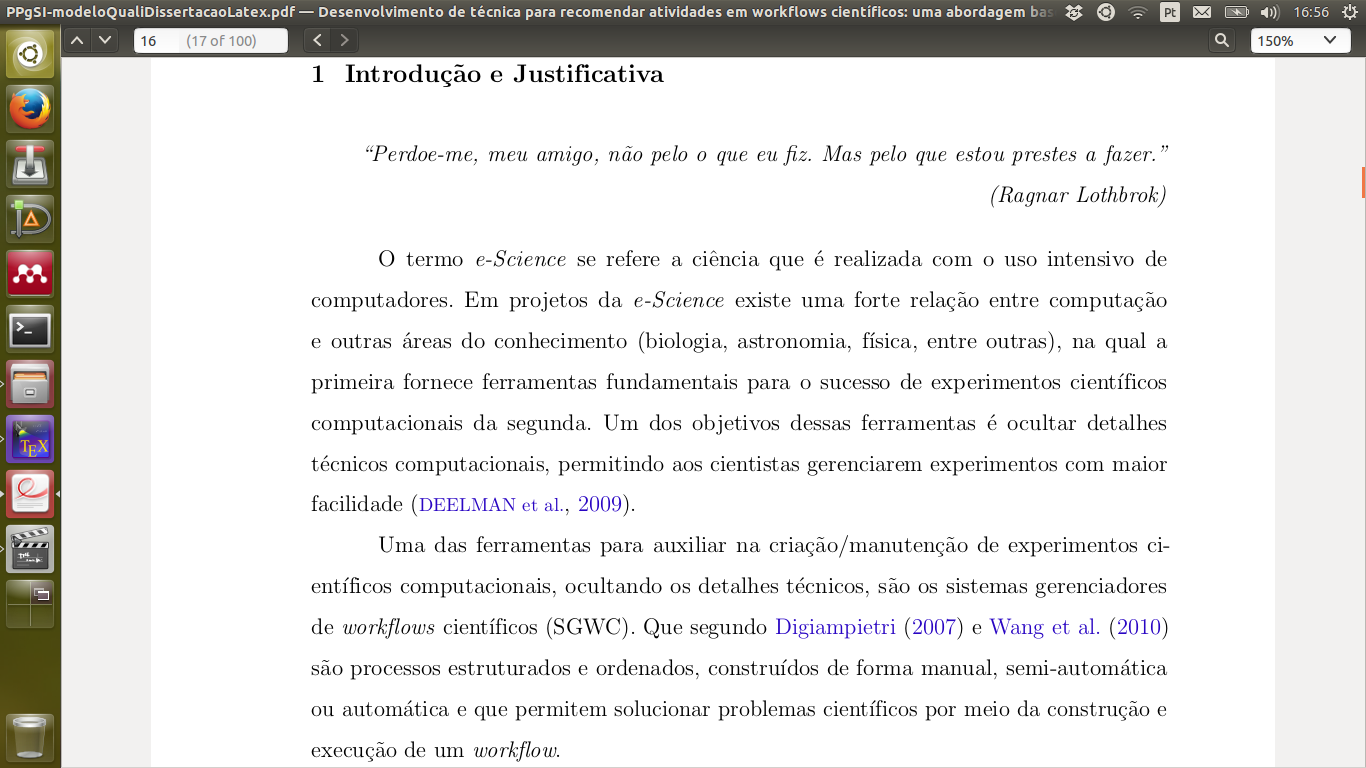 PPgSI-modeloQualiDissertacaoLatex.pdf — Desenvolvimento de técnica para recomendar atividades em workflows científicos: uma abordagem bas
Pt
16:56
16 (17 of 100)
150%
1 Introdução e Justificativa
“Perdoe-me, meu amigo, não pelo o que eu fiz. Mas pelo que estou prestes a fazer.”
(Ragnar Lothbrok)
O termo e-Science se refere a ciência que é realizada com o uso intensivo de
computadores. Em projetos da e-Science existe uma forte relação entre computação
e outras áreas do conhecimento (biologia, astronomia, física, entre outras), na qual a
primeira fornece ferramentas fundamentais para o sucesso de experimentos científicos
computacionais da segunda. Um dos objetivos dessas ferramentas é ocultar detalhes
técnicos computacionais, permitindo aos cientistas gerenciarem experimentos com maior
facilidade (DEELMAN et al., 2009).
Uma das ferramentas para auxiliar na criação/manutenção de experimentos ci-
entíficos computacionais, ocultando os detalhes técnicos, são os sistemas gerenciadores
de workflows científicos (SGWC). Que segundo Digiampietri (2007) e Wang et al. (2010)
são processos estruturados e ordenados, construídos de forma manual, semi-automática
ou automática e que permitem solucionar problemas científicos por meio da construção e
execução de um workflow.
TEX